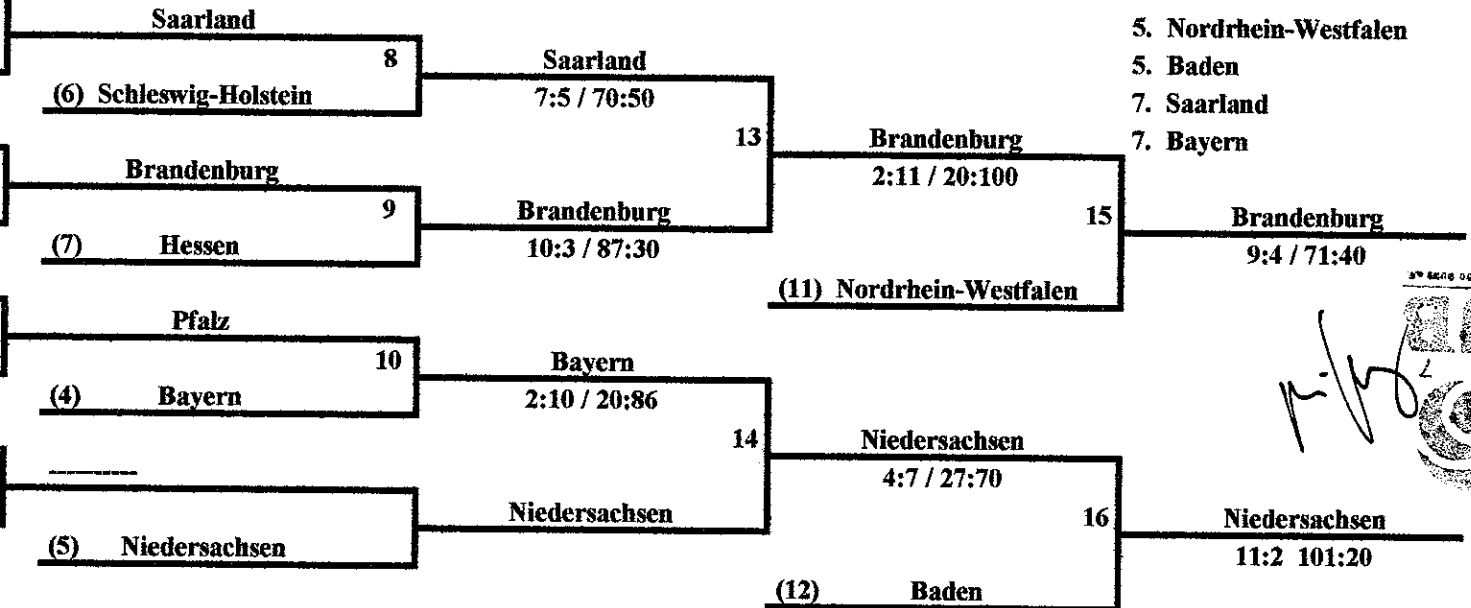 Saarland
8
(6) Schleswig-Holstein
Saarland
7:5 / 70:50
13
Brandenburg
9
(7) Hessen
Brandenburg
10:3 / 87:30
Brandenburg
2:11 / 20:100
15
(11) Nordrhein-Westfalen
Brandenburg
9:4 / 71:40
5. Nordrhein-Westfalen
5. Baden
7. Saarland
7. Bayern
Pfalz
10
(4) Bayern
Bayern
2:10 / 20:86
14
(5) Niedersachsen
Niedersachsen
Niedersachsen
4:7 / 27:70
16
(12) Baden
Niedersachsen
11:2 101:20